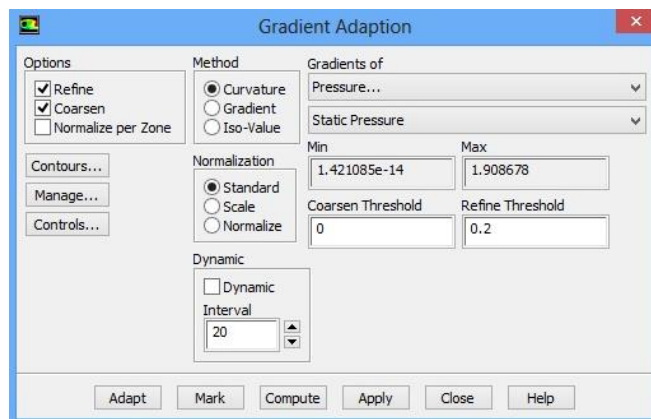 Gradient Adaption
Options
Refine
Coarsen
Normalize per Zone
Contours...
Manage...
Controls...
Method
Curvature
Gradient
Iso-Value
Normalization
Standard
Scale
Normalize
Dynamic
Dynamic
Interval
20
Gradients of
Pressure...
Static Pressure
Min Max
1.421085e-14 1.908678
Coarsen Threshold Refine Threshold
0 0.2
Adapt Mark Compute Apply Close Help